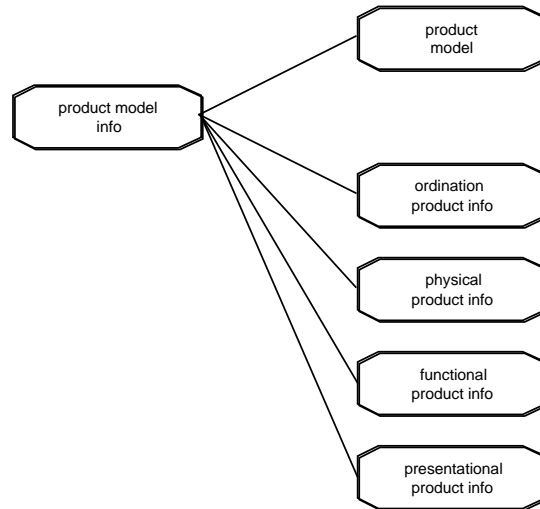 product
model
product model
info
ordination
product info
physical
product info
functional
product info
presentational
product info